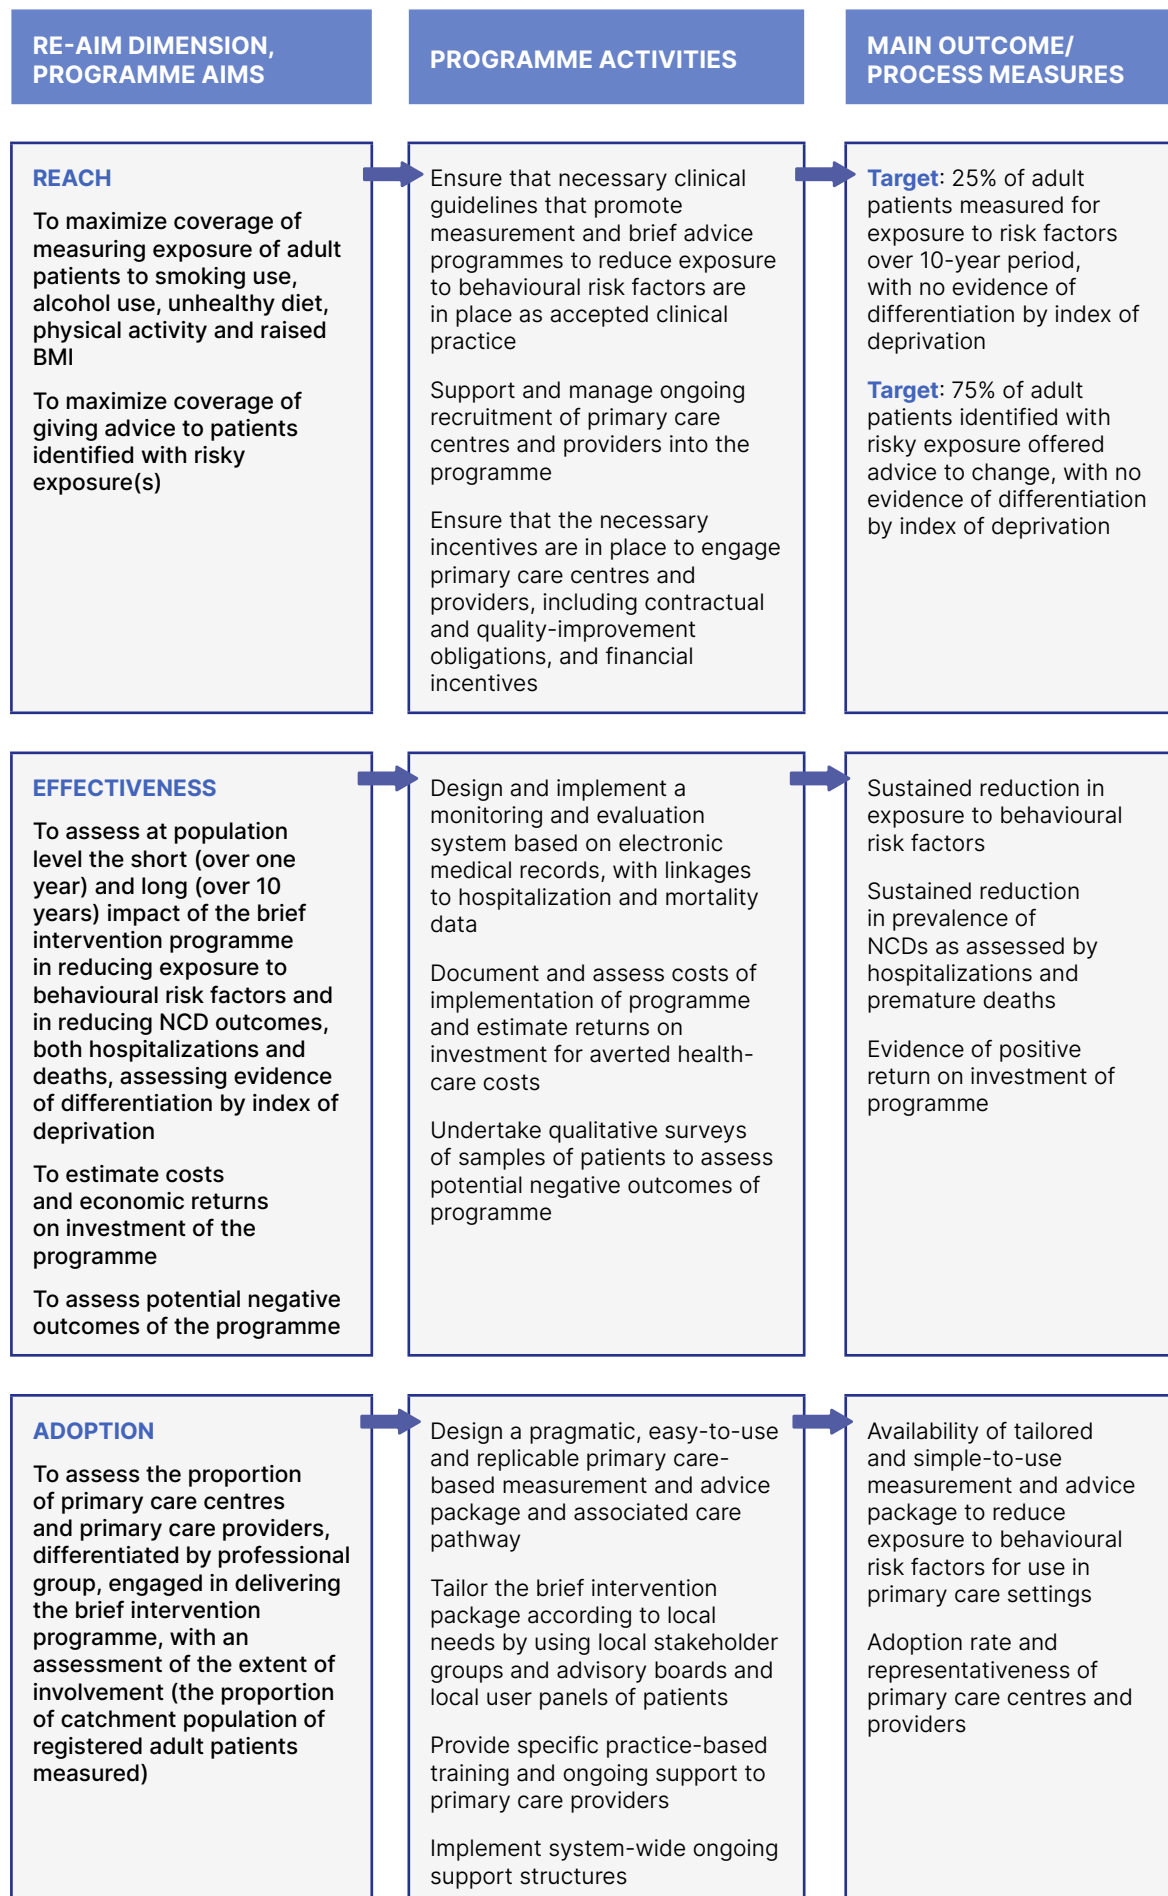 RE-AIM DIMENSION,
PROGRAMME AIMS
PROGRAMME ACTIVITIES
MAIN OUTCOME/
PROCESS MEASURES
REACH
To maximize coverage of
measuring exposure of adult
patients to smoking use,
alcohol use, unhealthy diet,
physical activity and raised
BMI
To maximize coverage of
giving advice to patients
identified with risky
exposure(s)
Ensure that necessary clinical
guidelines that promote
measurement and brief advice
programmes to reduce exposure
to behavioural risk factors are
in place as accepted clinical
practice
Support and manage ongoing
recruitment of primary care
centres and providers into the
programme
Ensure that the necessary
incentives are in place to engage
primary care centres and
providers, including contractual
and quality-improvement
obligations, and financial
incentives
Target: 25% of adult
patients measured for
exposure to risk factors
over 10-year period,
with no evidence of
differentiation by index of
deprivation
Target: 75% of adult
patients identified with
risky exposure offered
advice to change, with no
evidence of differentiation
by index of deprivation
EFFECTIVENESS
To assess at population
level the short (over one
year) and long (over 10
years) impact of the brief
intervention programme
in reducing exposure to
behavioural risk factors and
in reducing NCD outcomes,
both hospitalizations and
deaths, assessing evidence
of differentiation by index of
deprivation
To estimate costs
and economic returns
on investment of the
programme
To assess potential negative
outcomes of the programme
Design and implement a
monitoring and evaluation
system based on electronic
medical records, with linkages
to hospitalization and mortality
data
Document and assess costs of
implementation of programme
and estimate returns on
investment for averted health-
care costs
Undertake qualitative surveys
of samples of patients to assess
potential negative outcomes of
programme
Sustained reduction in
exposure to behavioural
risk factors
Sustained reduction
in prevalence of
NCDs as assessed by
hospitalizations and
premature deaths
Evidence of positive
return on investment of
programme
ADOPTION
To assess the proportion
of primary care centres
and primary care providers,
differentiated by professional
group, engaged in delivering
the brief intervention
programme, with an
assessment of the extent of
involvement (the proportion
of catchment population of
registered adult patients
measured)
Design a pragmatic, easy-to-use
and replicable primary care-
based measurement and advice
package and associated care
pathway
Tailor the brief intervention
package according to local
needs by using local stakeholder
groups and advisory boards and
local user panels of patients
Provide specific practice-based
training and ongoing support to
primary care providers
Implement system-wide ongoing
support structures
Availability of tailored
and simple-to-use
measurement and advice
package to reduce
exposure to behavioural
risk factors for use in
primary care settings
Adoption rate and
representativeness of
primary care centres and
providers